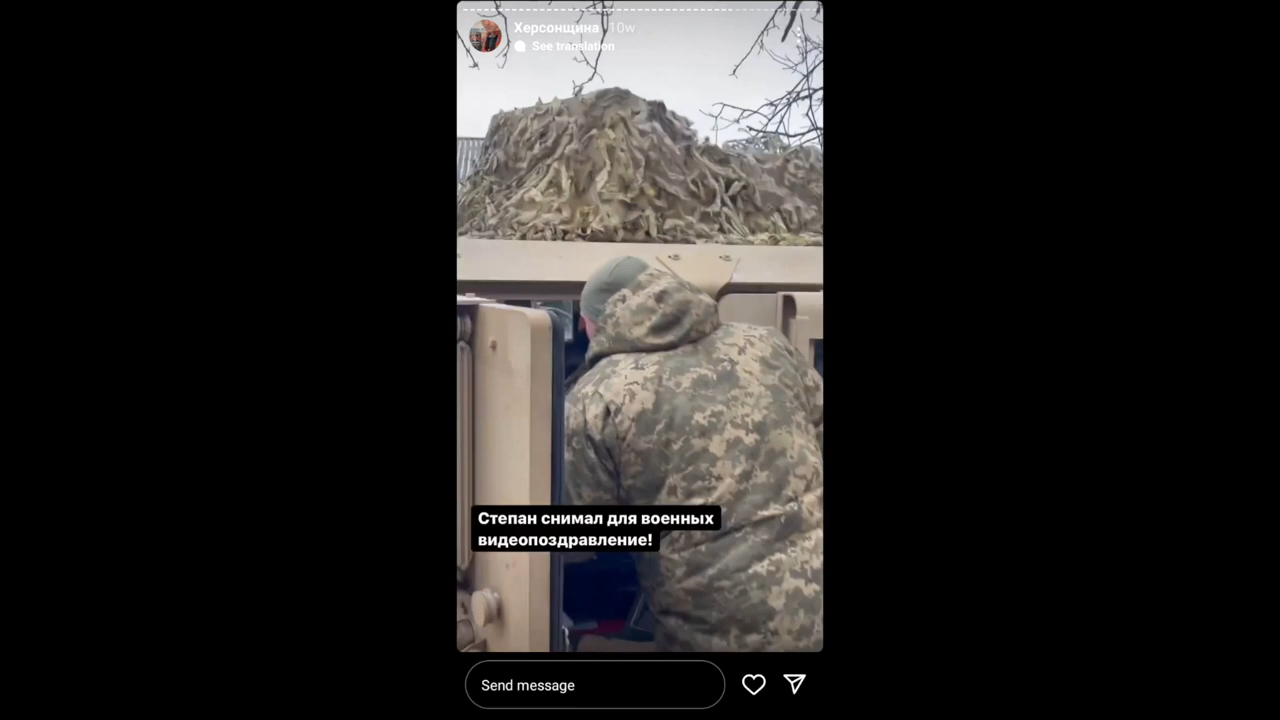 Херсонщина 10w
See translation
Степан снимал для военных
видеопоздравление!
Send message